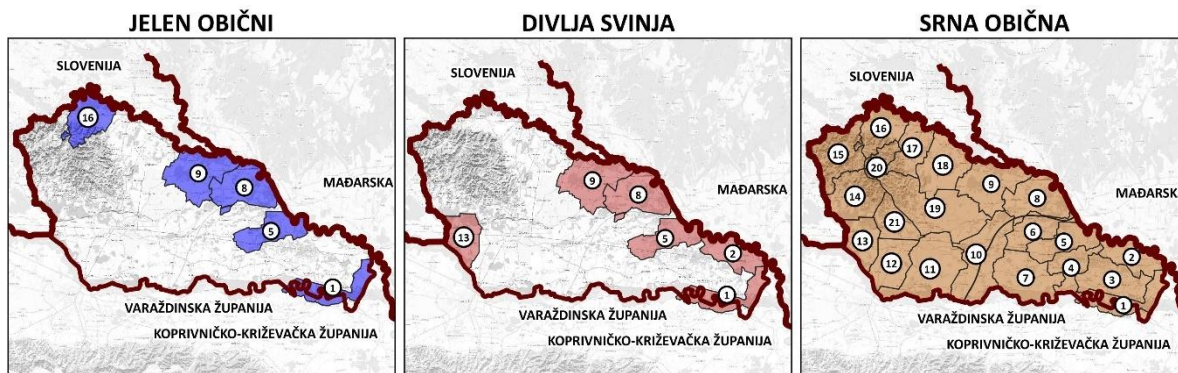 JELEN OBIČNI
SLOVENIJA
16
9
8
MAĐARSKA
5
1
VARAŽDINSKA ŽUPANIJA
KOPRIVNIČKO-KRIŽEVAČKA ŽUPANIJA
DIVLJA SVINJA
SLOVENIJA
9
8
MAĐARSKA
13
5
2
1
VARAŽDINSKA ŽUPANIJA
KOPRIVNIČKO-KRIŽEVAČKA ŽUPANIJA
SRNA OBIČNA
SLOVENIJA
16
17
15
18
20
9
MAĐARSKA
14
8
19
21
6
13
5
10
2
12
11
4
7
3
1
VARAŽDINSKA ŽUPANIJA
KOPRIVNIČKO-KRIŽEVAČKA ŽUPANIJA